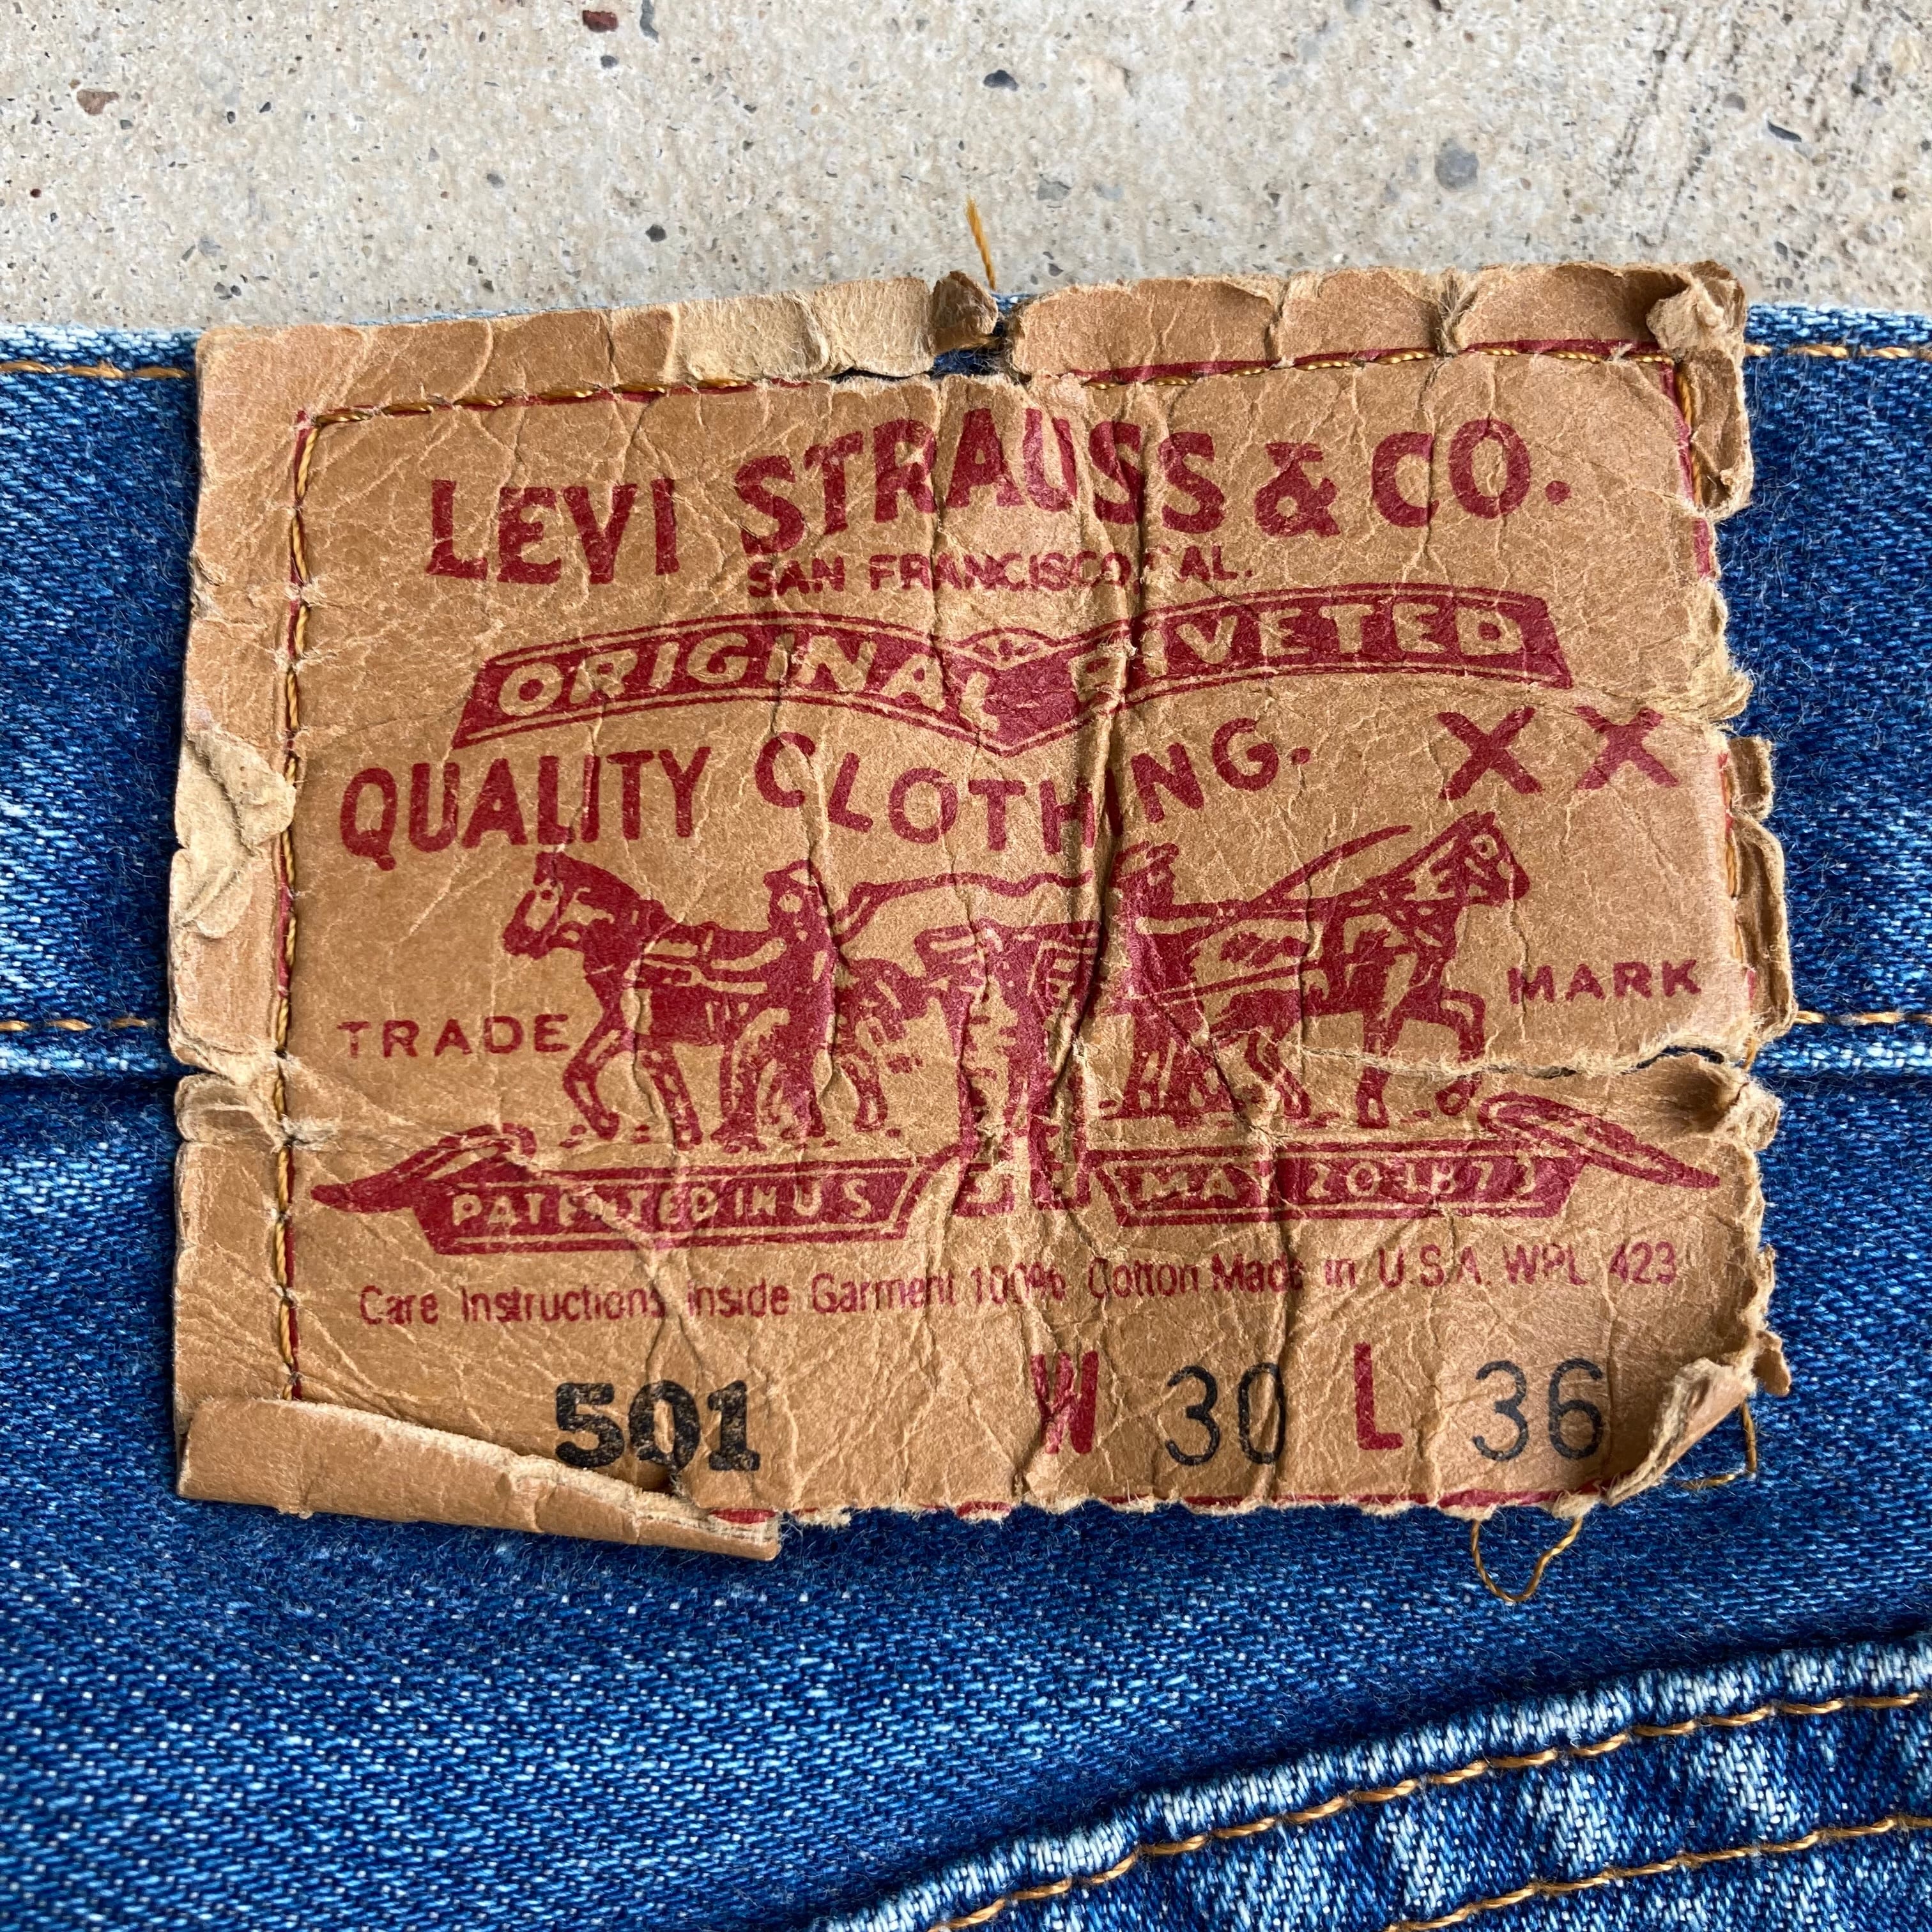 LEVI STRAUSS & CO.
SAN FRANCISCO, CAL.
ORIGINAL RIVETED
QUALITY CLOTHING. XX
TRADE MARK
PATENTED IN U S MAY 20 1873
Care Instructions inside Garment 100% Cotton Made in U.S.A. WPL 423
501 W 30 L 36